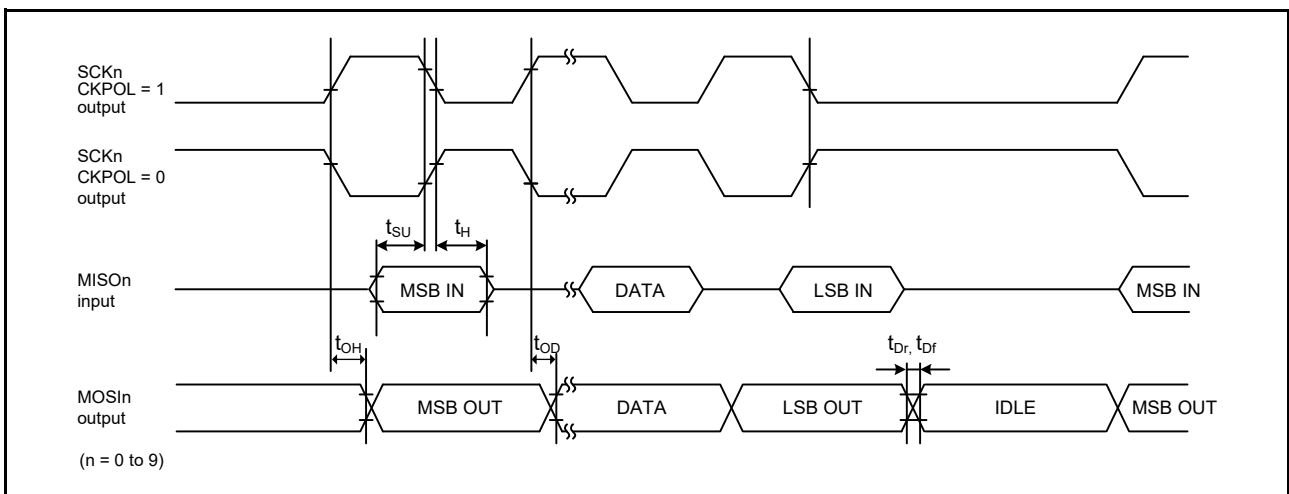 SCKn
CKPOL = 1
output
SCKn
CKPOL = 0
output
tSU
tH
MISOn
input
MSB IN
DATA
LSB IN
MSB IN
tOH
tOD
tDr, tDf
MOSIn
output
MSB OUT
DATA
LSB OUT
IDLE
MSB OUT
(n = 0 to 9)